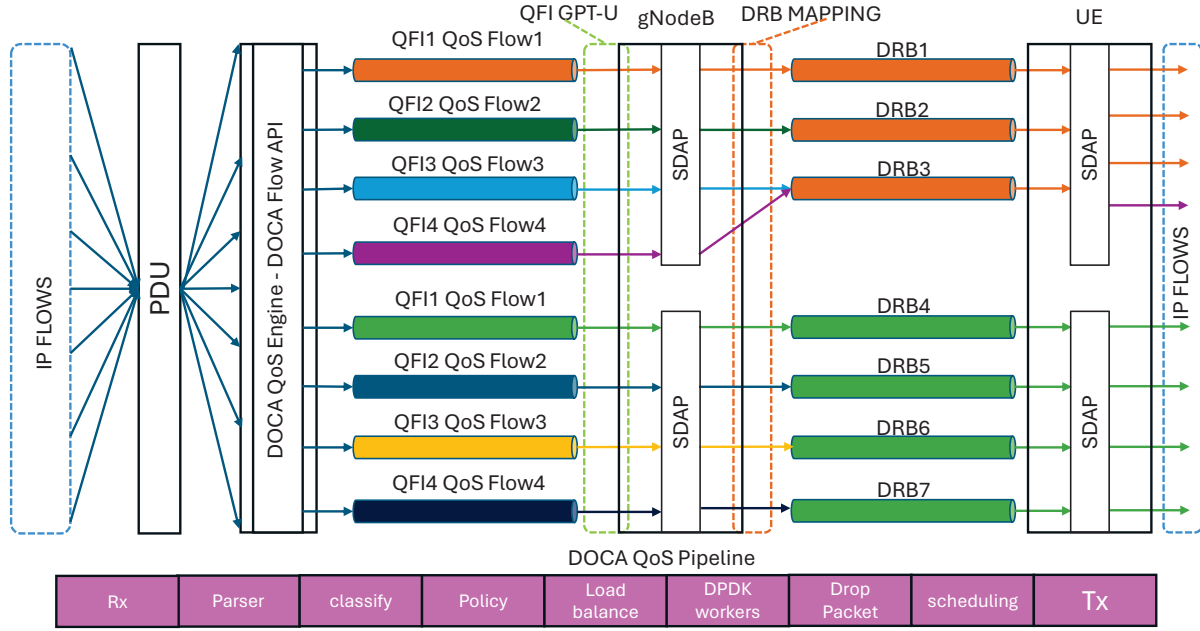 QFI GPT-U
gNodeB
DRB MAPPING
UE
IP FLOWS
PDU
DOCA QoS Engine - DOCA Flow API
QFI1 QoS Flow1
QFI2 QoS Flow2
QFI3 QoS Flow3
QFI4 QoS Flow4
QFI1 QoS Flow1
QFI2 QoS Flow2
QFI3 QoS Flow3
QFI4 QoS Flow4
SDAP
SDAP
DRB1
DRB2
DRB3
DRB4
DRB5
DRB6
DRB7
SDAP
SDAP
IP FLOWS
DOCA QoS Pipeline
Rx
Parser
classify
Policy
Load
balance
DPDK
workers
Drop
Packet
scheduling
Tx